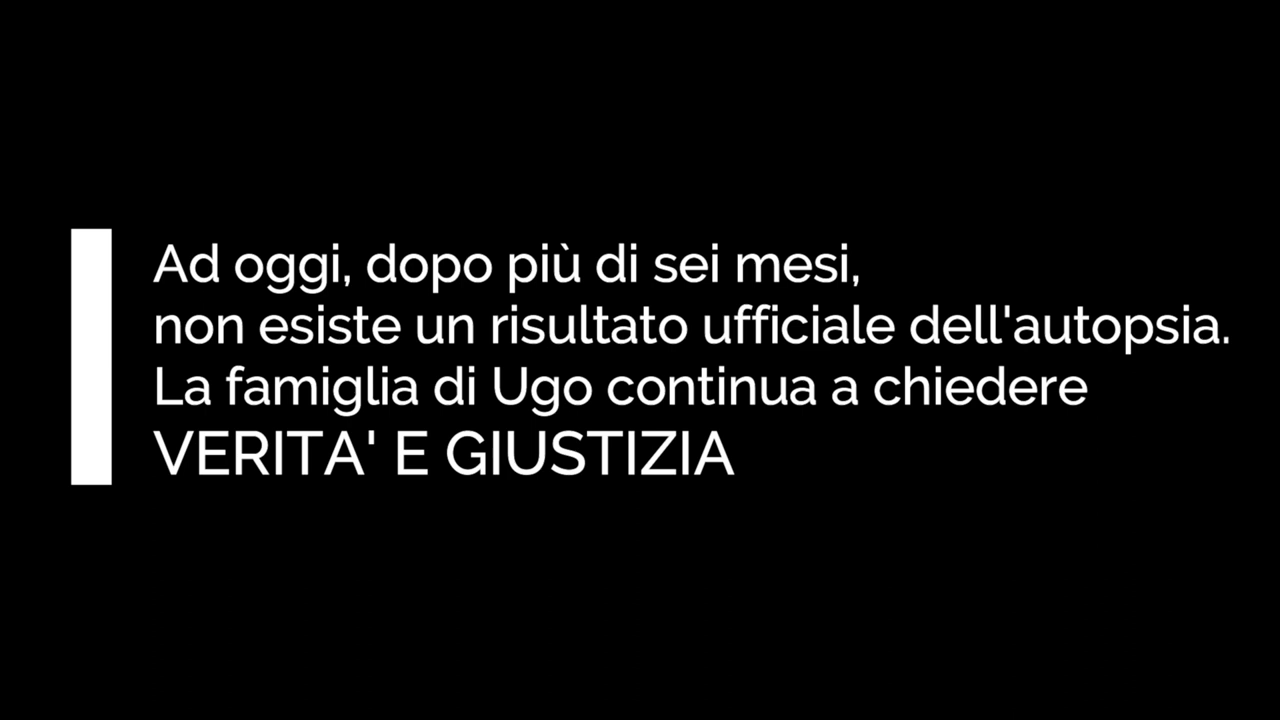 Ad oggi, dopo più di sei mesi,
non esiste un risultato ufficiale dell'autopsia.
La famiglia di Ugo continua a chiedere
VERITA' E GIUSTIZIA